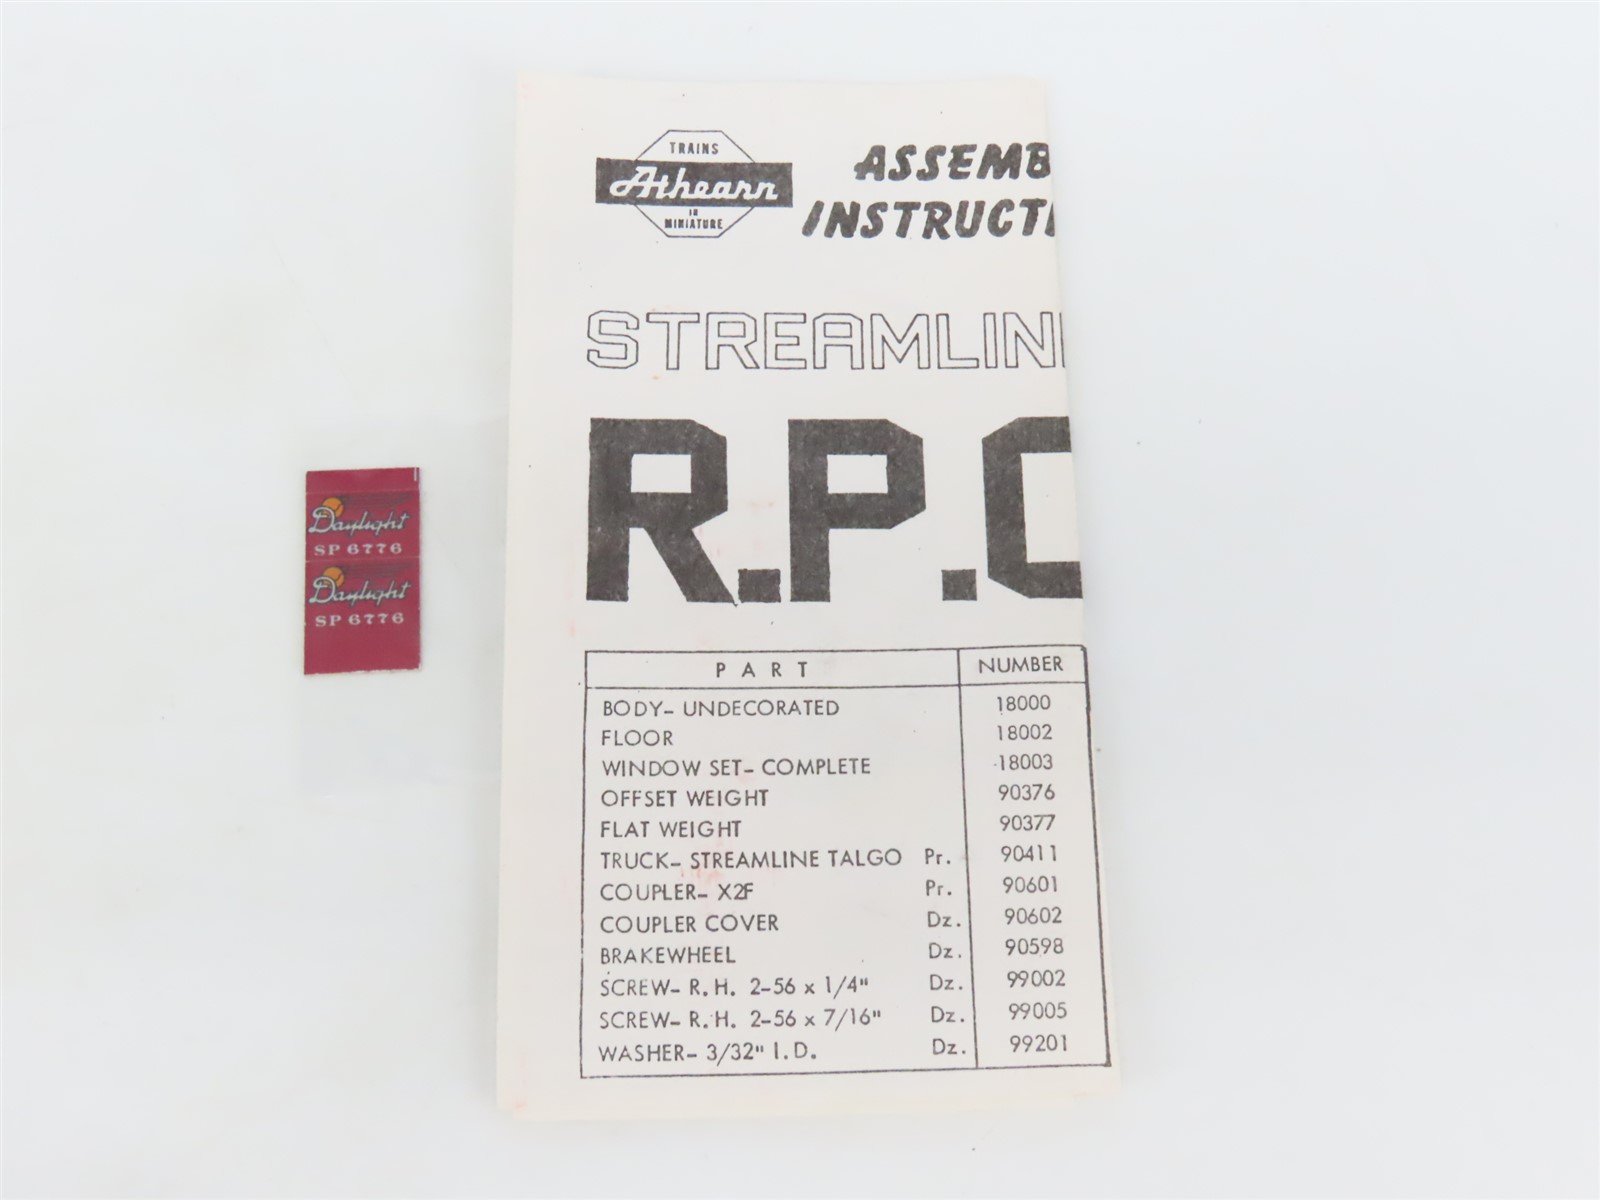 TRAINS
Athearn
IN
MINIATURE
ASSEMB
INSTRUCTI
STREAMLIN
R.P.C
PART NUMBER
BODY- UNDECORATED 18000
FLOOR 18002
WINDOW SET- COMPLETE 18003
OFFSET WEIGHT 90376
FLAT WEIGHT 90377
TRUCK- STREAMLINE TALGO Pr. 90411
COUPLER- X2F Pr. 90601
COUPLER COVER Dz. 90602
BRAKEWHEEL Dz. 90598
SCREW- R.H. 2-56 x 1/4" Dz. 99002
SCREW- R.H. 2-56 x 7/16" Dz. 99005
WASHER- 3/32" I.D. Dz. 99201
Daylight
SP 6776
Daylight
SP 6776